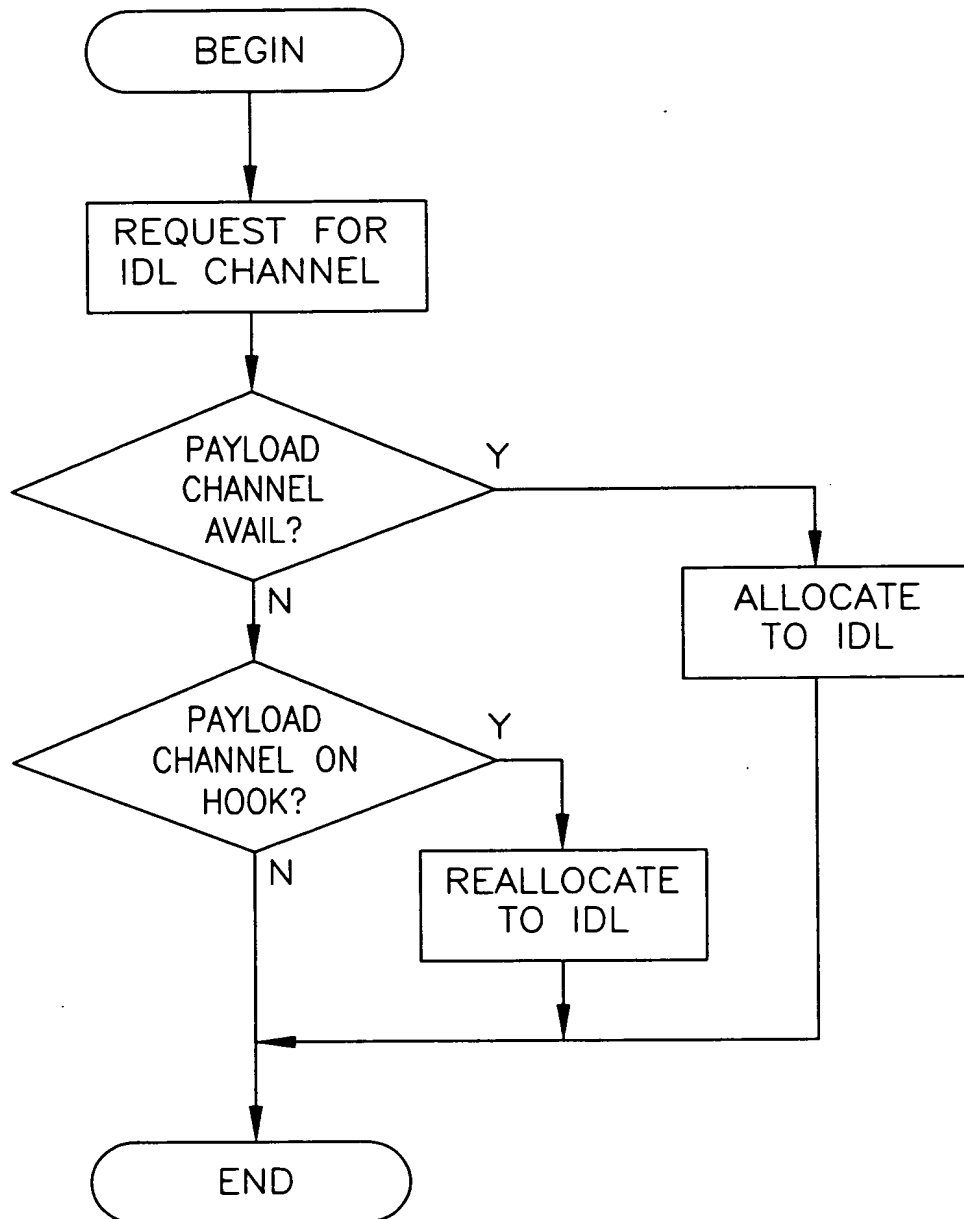 BEGIN
REQUEST FOR
IDL CHANNEL
PAYLOAD
CHANNEL
AVAIL?
Y
N
ALLOCATE
TO IDL
PAYLOAD
CHANNEL ON
HOOK?
Y
N
REALLOCATE
TO IDL
END